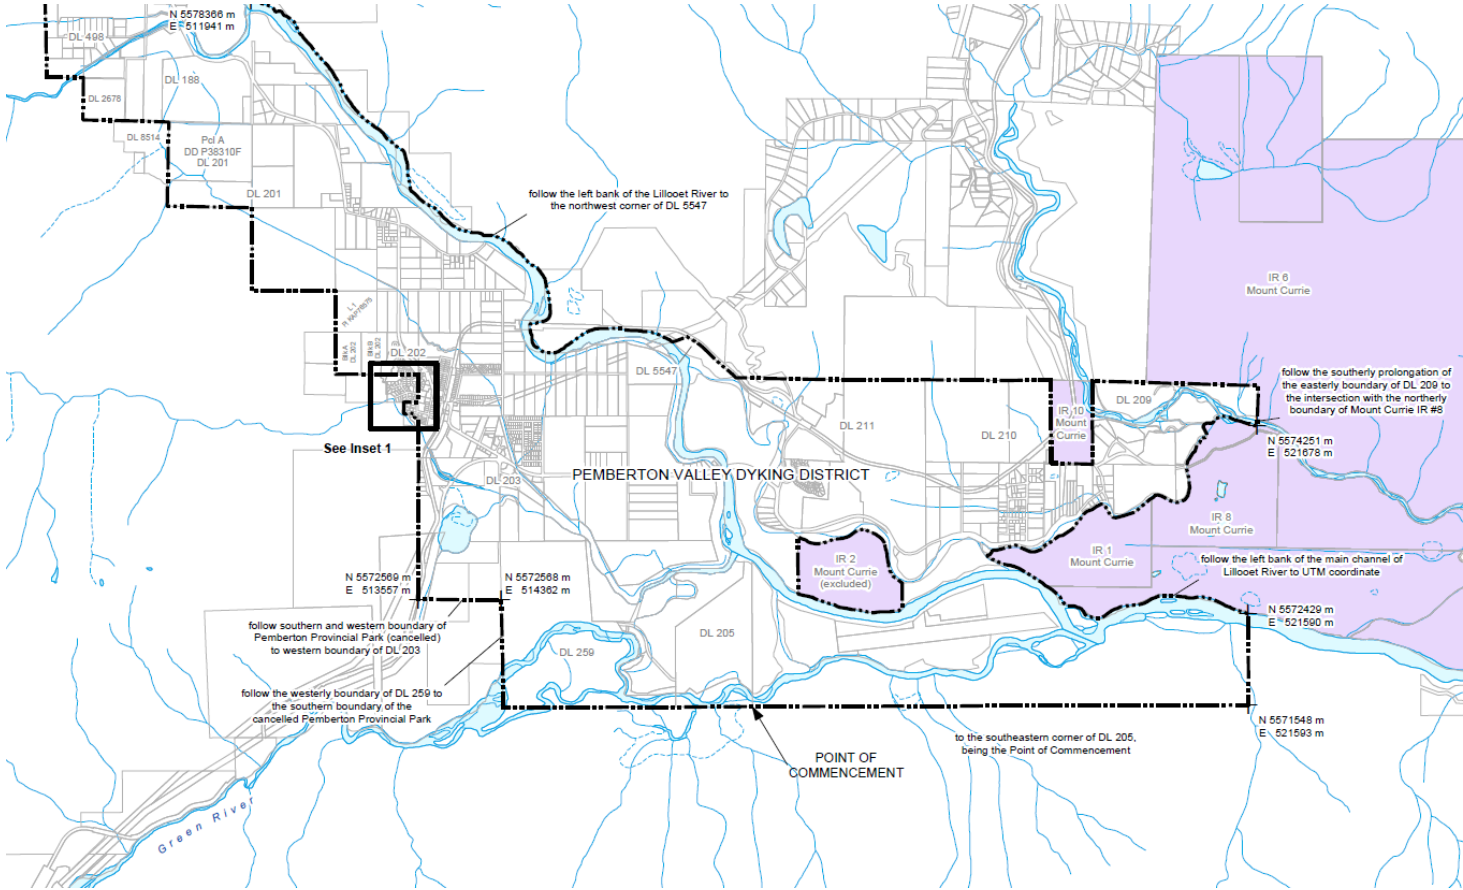 N 5578366 m
E 511941 m
DL 498
DL 188
DL 2678
DL 8514
Pcl A
DD P38310F
DL 201
DL 201
follow the left bank of the Lillooet River to
the northwest corner of DL 5547
IR 6
Mount Currie
L 1
Blk A
DL 202
Blk B
DL 202
DL 202
DL 5547
follow the southerly prolongation of
the easterly boundary of DL 209 to
the intersection with the northerly
boundary of Mount Currie IR #8
DL 209
IR 10
Mount
Currie
DL 211
DL 210
N 5574251 m
E 521678 m
See Inset 1
PEMBERTON VALLEY DYKING DISTRICT
DL 203
IR 8
Mount Currie
IR 2
Mount Currie
(excluded)
IR 1
Mount Currie
follow the left bank of the main channel of
Lillooet River to UTM coordinate
N 5572569 m
E 513557 m
N 5572568 m
E 514362 m
N 5572429 m
E 521590 m
follow southern and western boundary of
Pemberton Provincial Park (cancelled)
to western boundary of DL 203
DL 205
DL 259
follow the westerly boundary of DL 259 to
the southern boundary of the
cancelled Pemberton Provincial Park
N 5571548 m
E 521593 m
to the southeastern corner of DL 205,
being the Point of Commencement
POINT OF
COMMENCEMENT
Green River